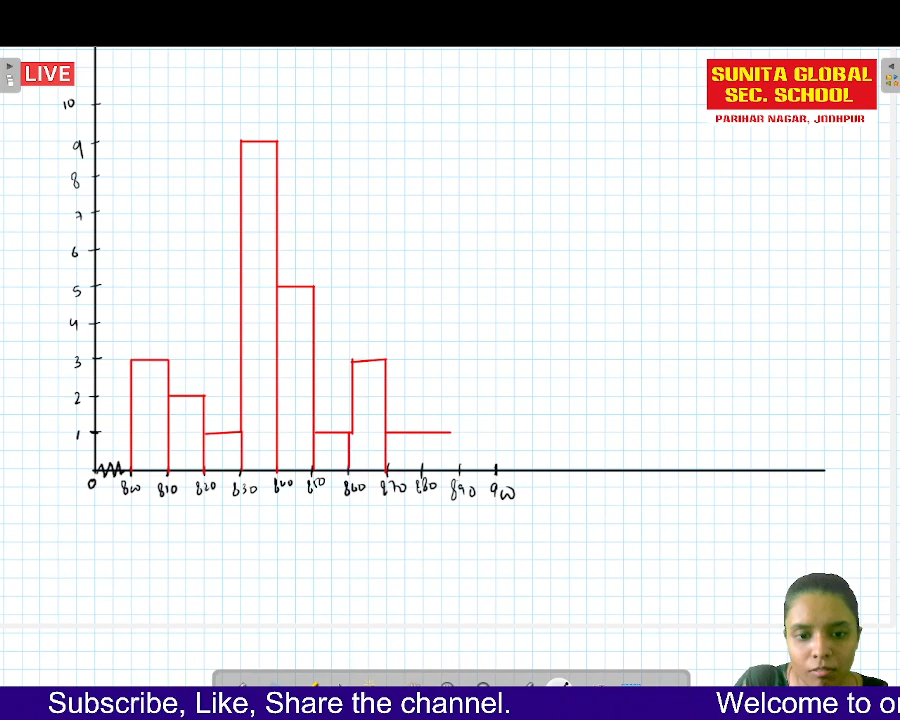 LIVE
SUNITA GLOBAL
SEC. SCHOOL
PARIHAR NAGAR, JODHPUR
10
9
8
7
6
5
4
3
2
1
0 800 810 820 830 840 850 860 870 880 890 900
Subscribe, Like, Share the channel. Welcome to o